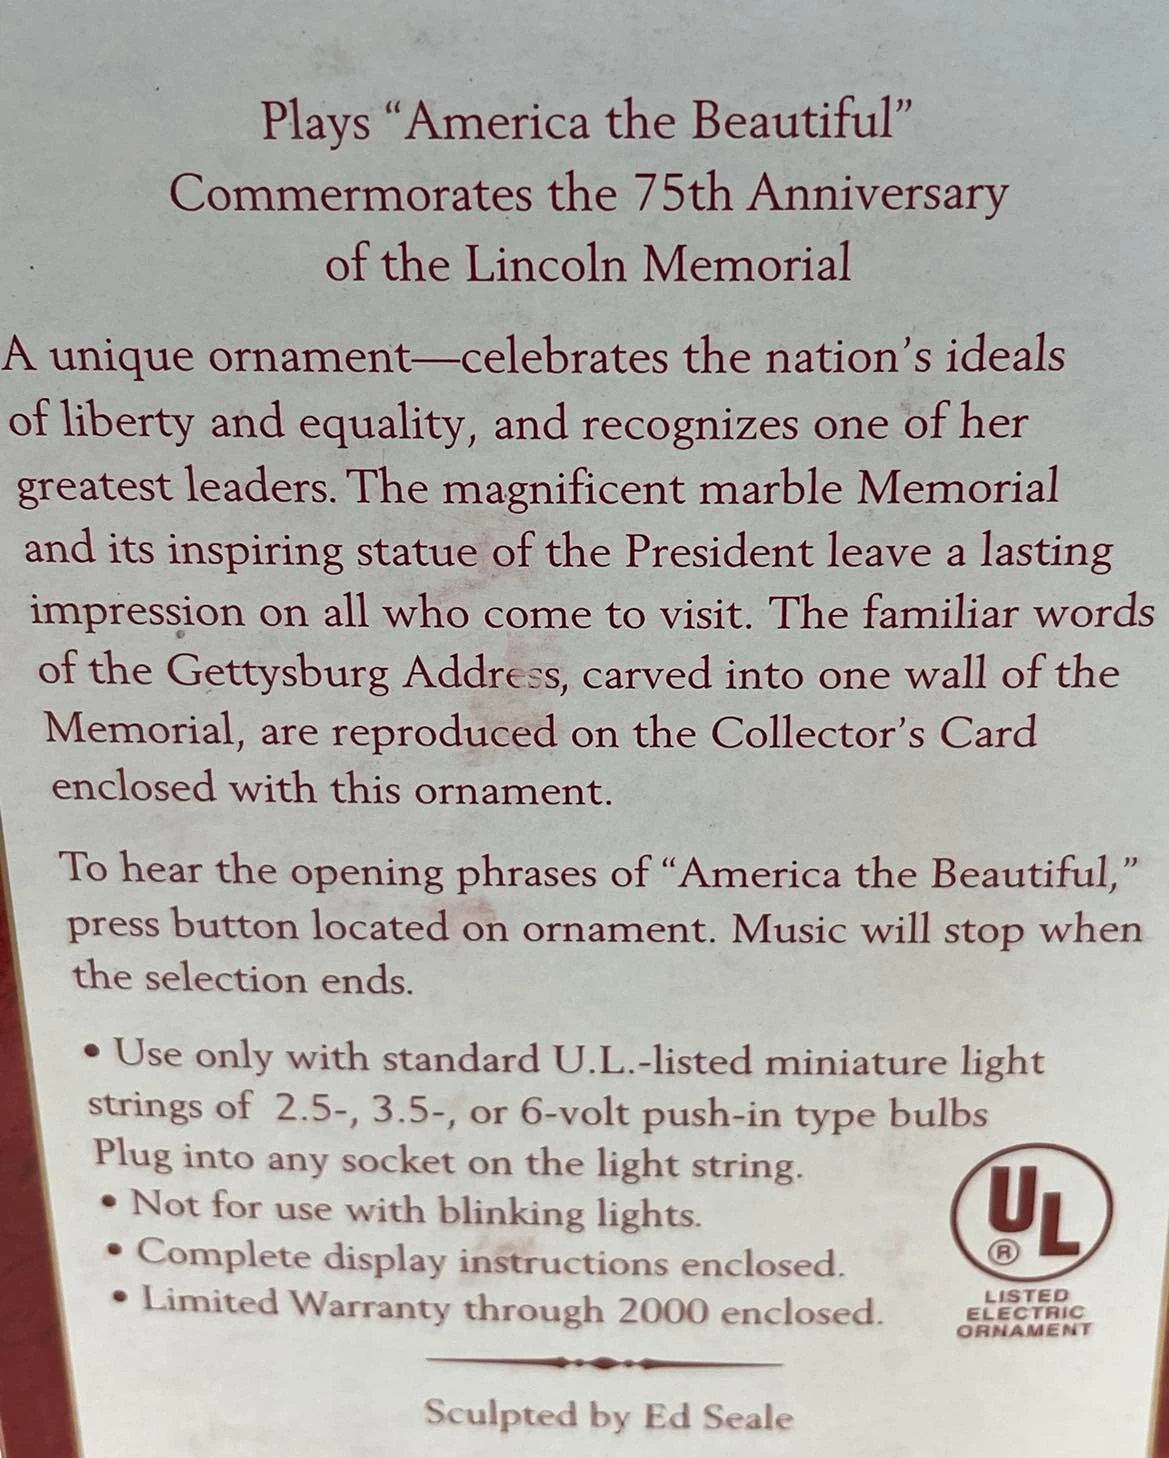 Plays “America the Beautiful”
Commermorates the 75th Anniversary
of the Lincoln Memorial
A unique ornament—celebrates the nation’s ideals
of liberty and equality, and recognizes one of her
greatest leaders. The magnificent marble Memorial
and its inspiring statue of the President leave a lasting
impression on all who come to visit. The familiar words
of the Gettysburg Address, carved into one wall of the
Memorial, are reproduced on the Collector’s Card
enclosed with this ornament.
To hear the opening phrases of “America the Beautiful,”
press button located on ornament. Music will stop when
the selection ends.
• Use only with standard U.L.-listed miniature light
strings of 2.5-, 3.5-, or 6-volt push-in type bulbs
Plug into any socket on the light string.
• Not for use with blinking lights.
• Complete display instructions enclosed.
• Limited Warranty through 2000 enclosed.
UL
®
LISTED
ELECTRIC
ORNAMENT
Sculpted by Ed Seale